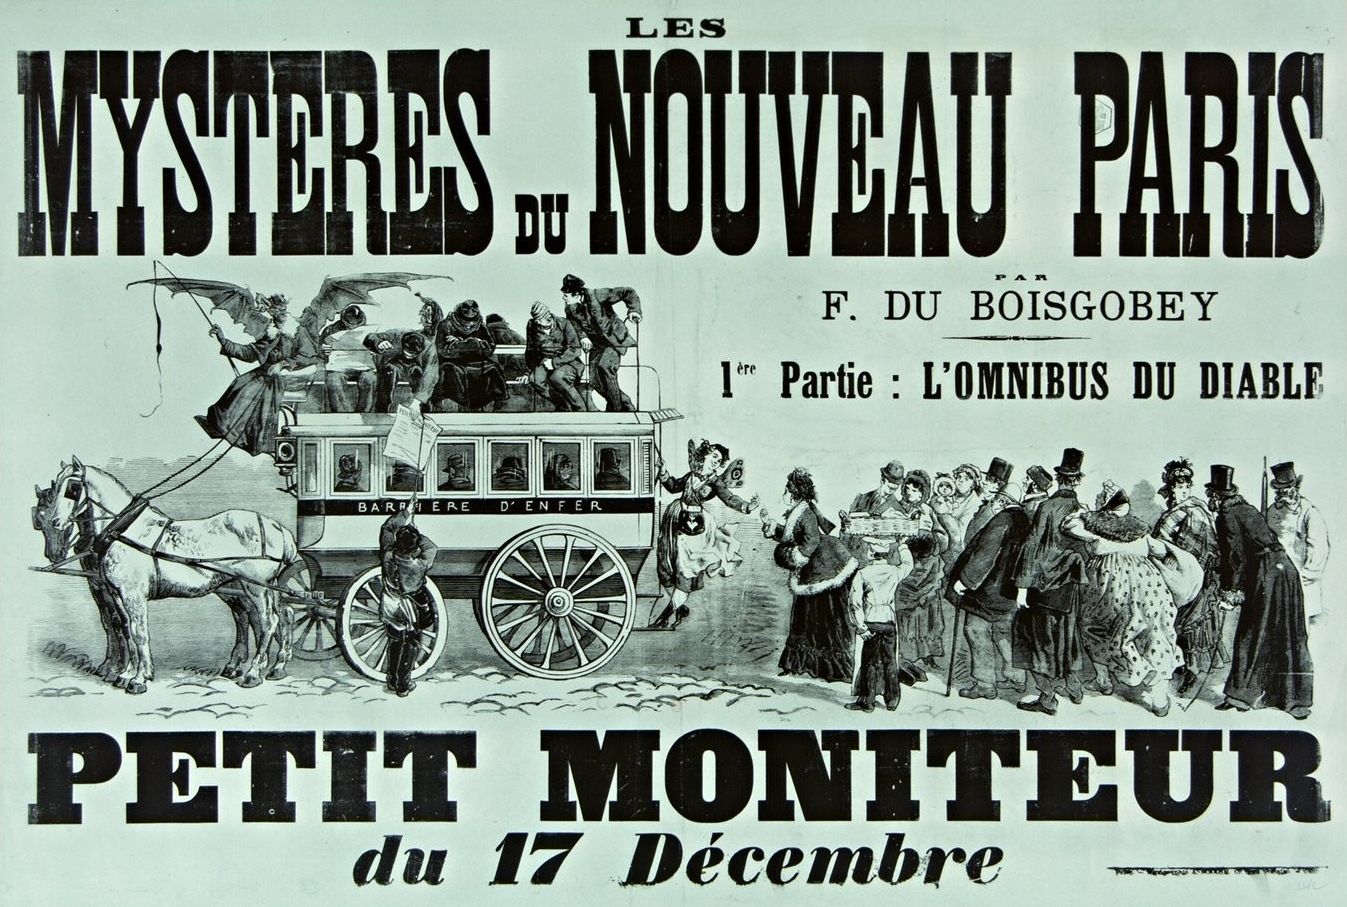 LES
MYSTERES DU NOUVEAU PARIS
PAR
F. DU BOISGOBEY
1ère Partie : L'OMNIBUS DU DIABLE
BARRIERE D'ENFER
PETIT MONITEUR
du 17 Décembre